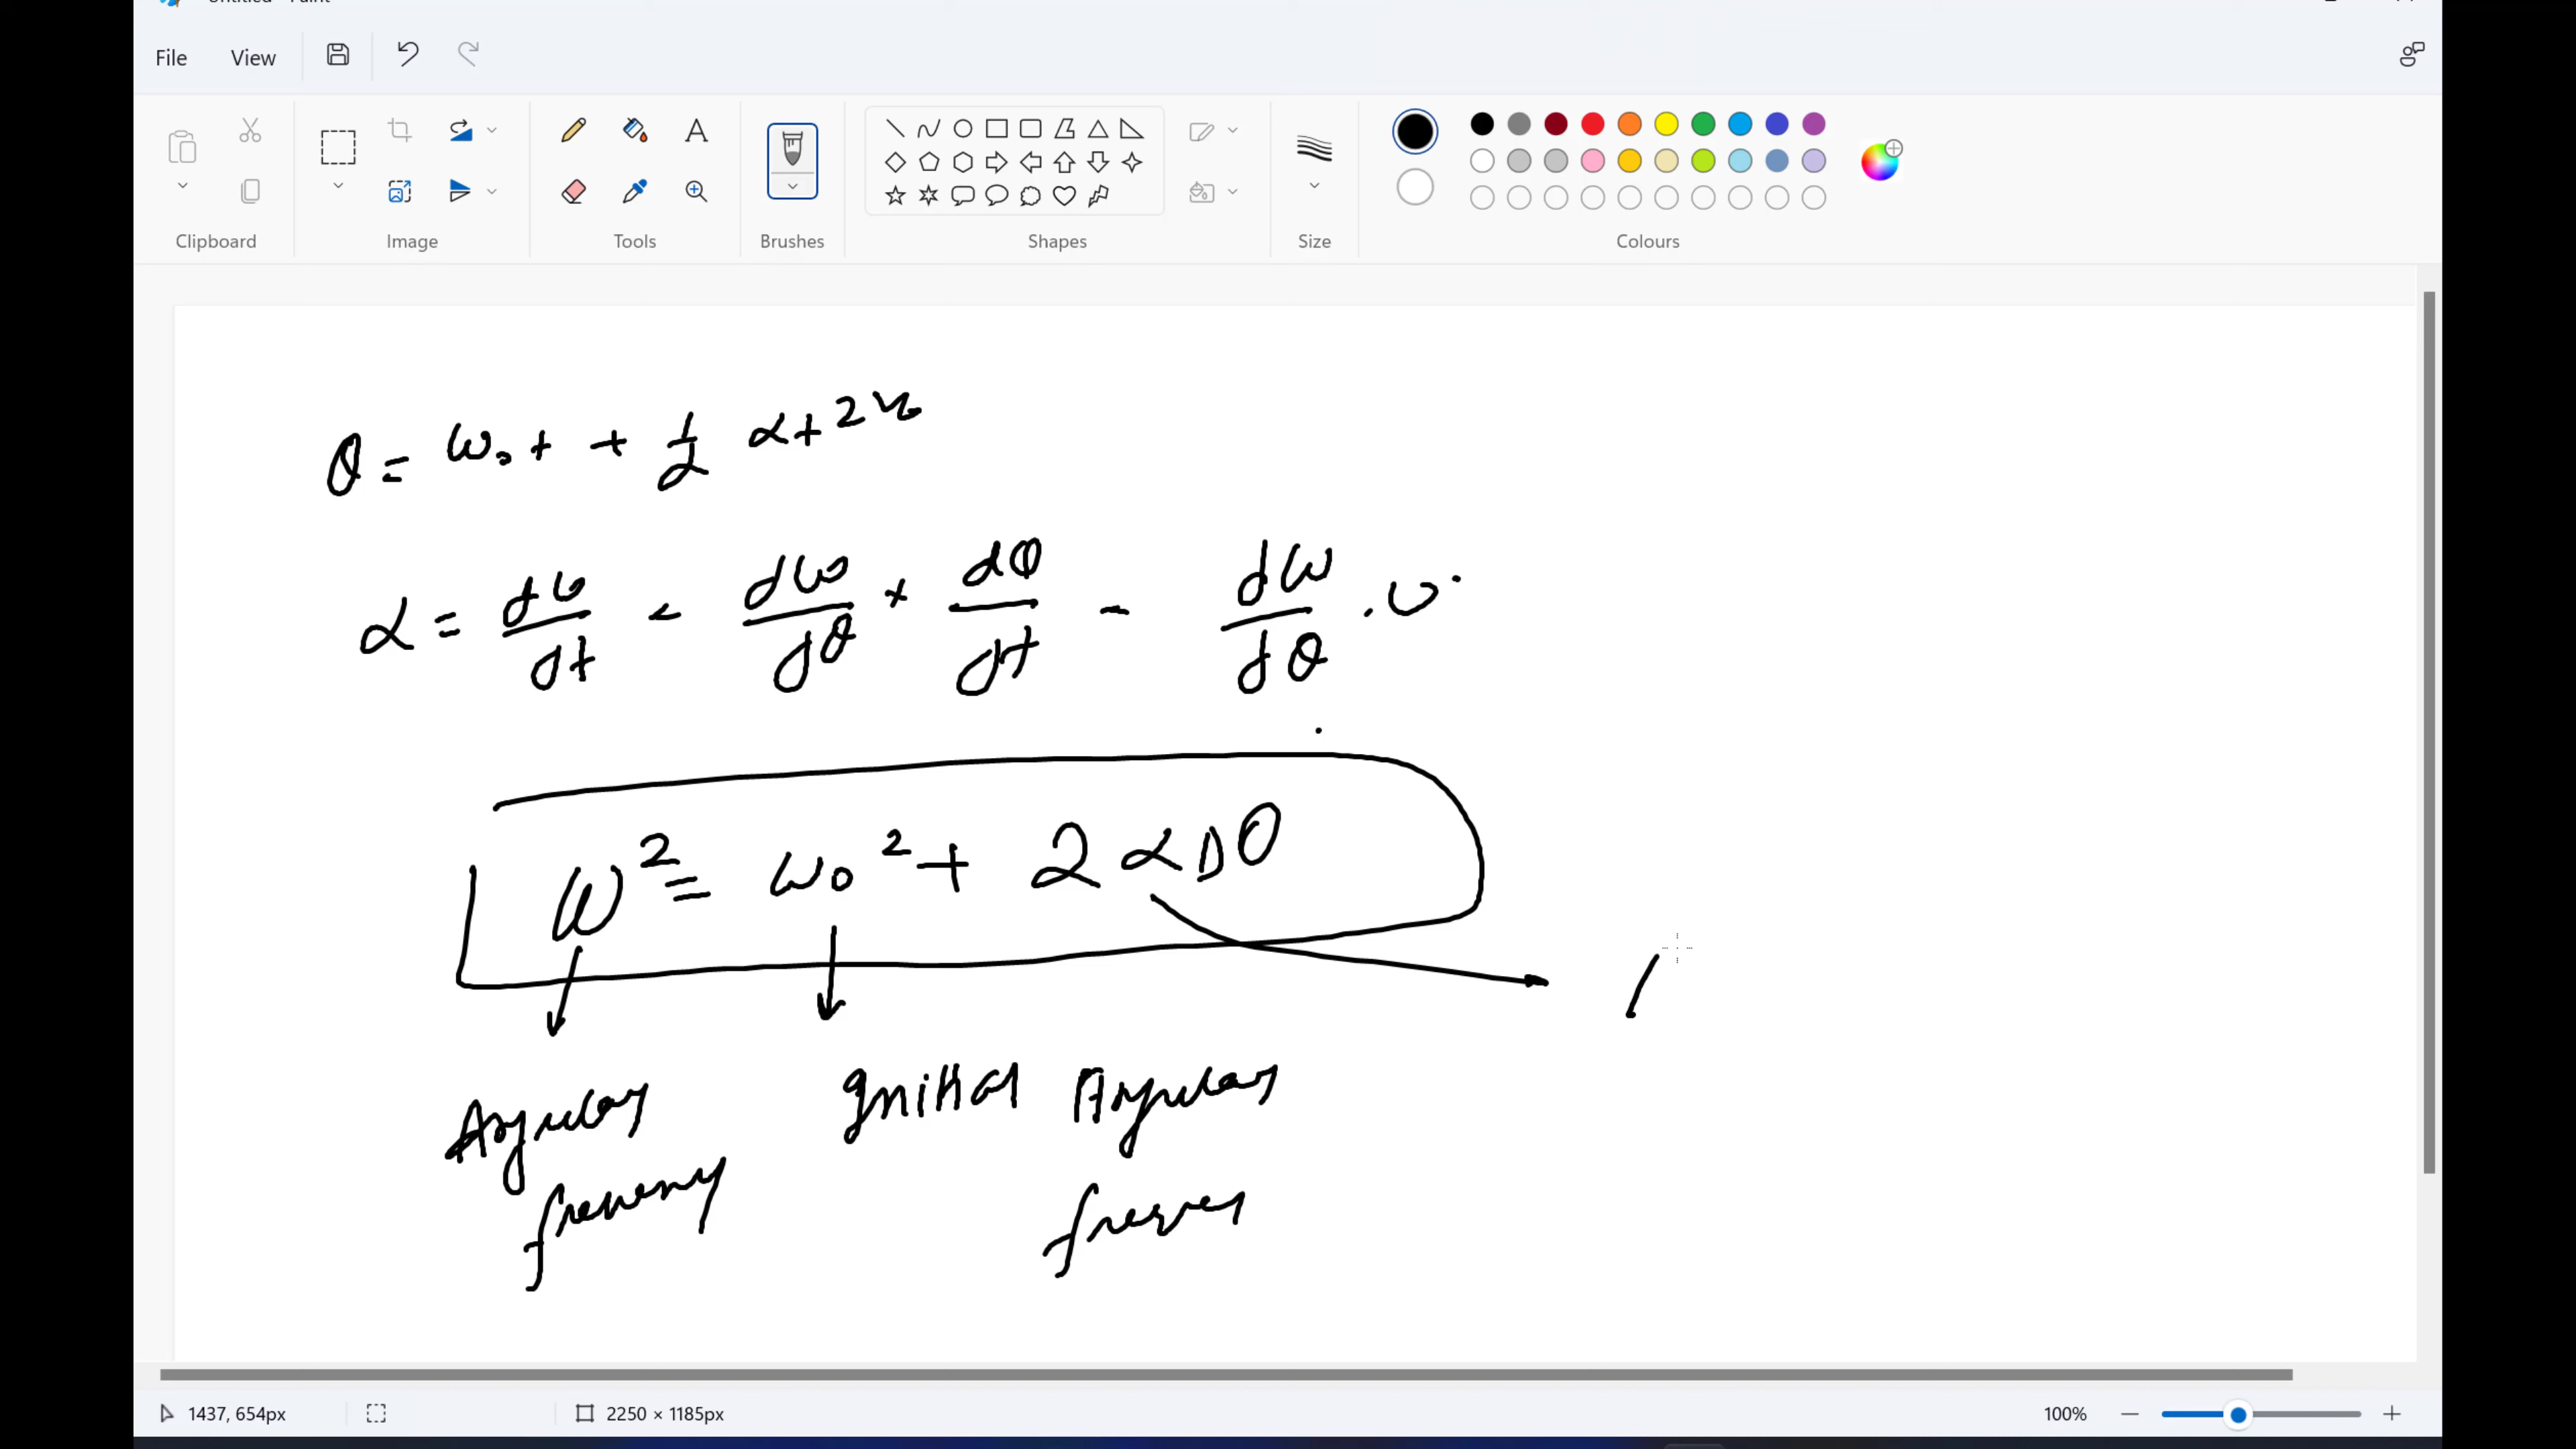 File View
Clipboard Image Tools Brushes Shapes Size Colours
θ = ω₀t + 1/2 αt²
α = dω/dt = dω/dθ × dθ/dt = dω/dθ . ω
ω² = ω₀² + 2αΔθ
Angular Initial Angular
frequency
1437, 654px 2250 × 1185px 100%